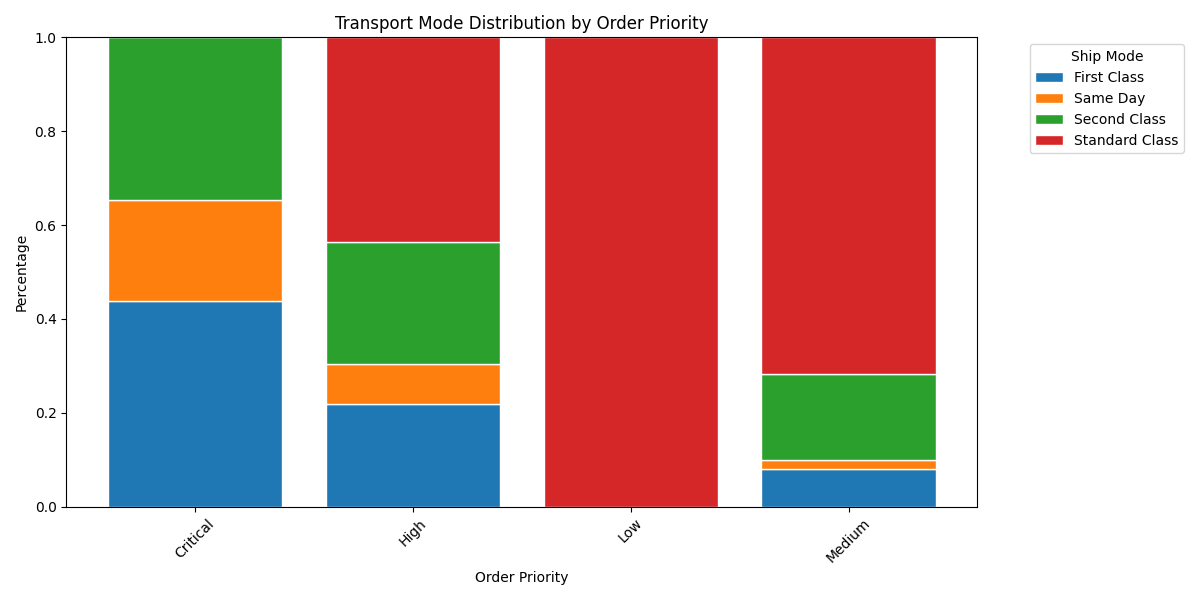 Transport Mode Distribution by Order Priority
Percentage
1.0
0.8
0.6
0.4
0.2
0.0
Critical
High
Low
Medium
Order Priority
Ship Mode
First Class
Same Day
Second Class
Standard Class